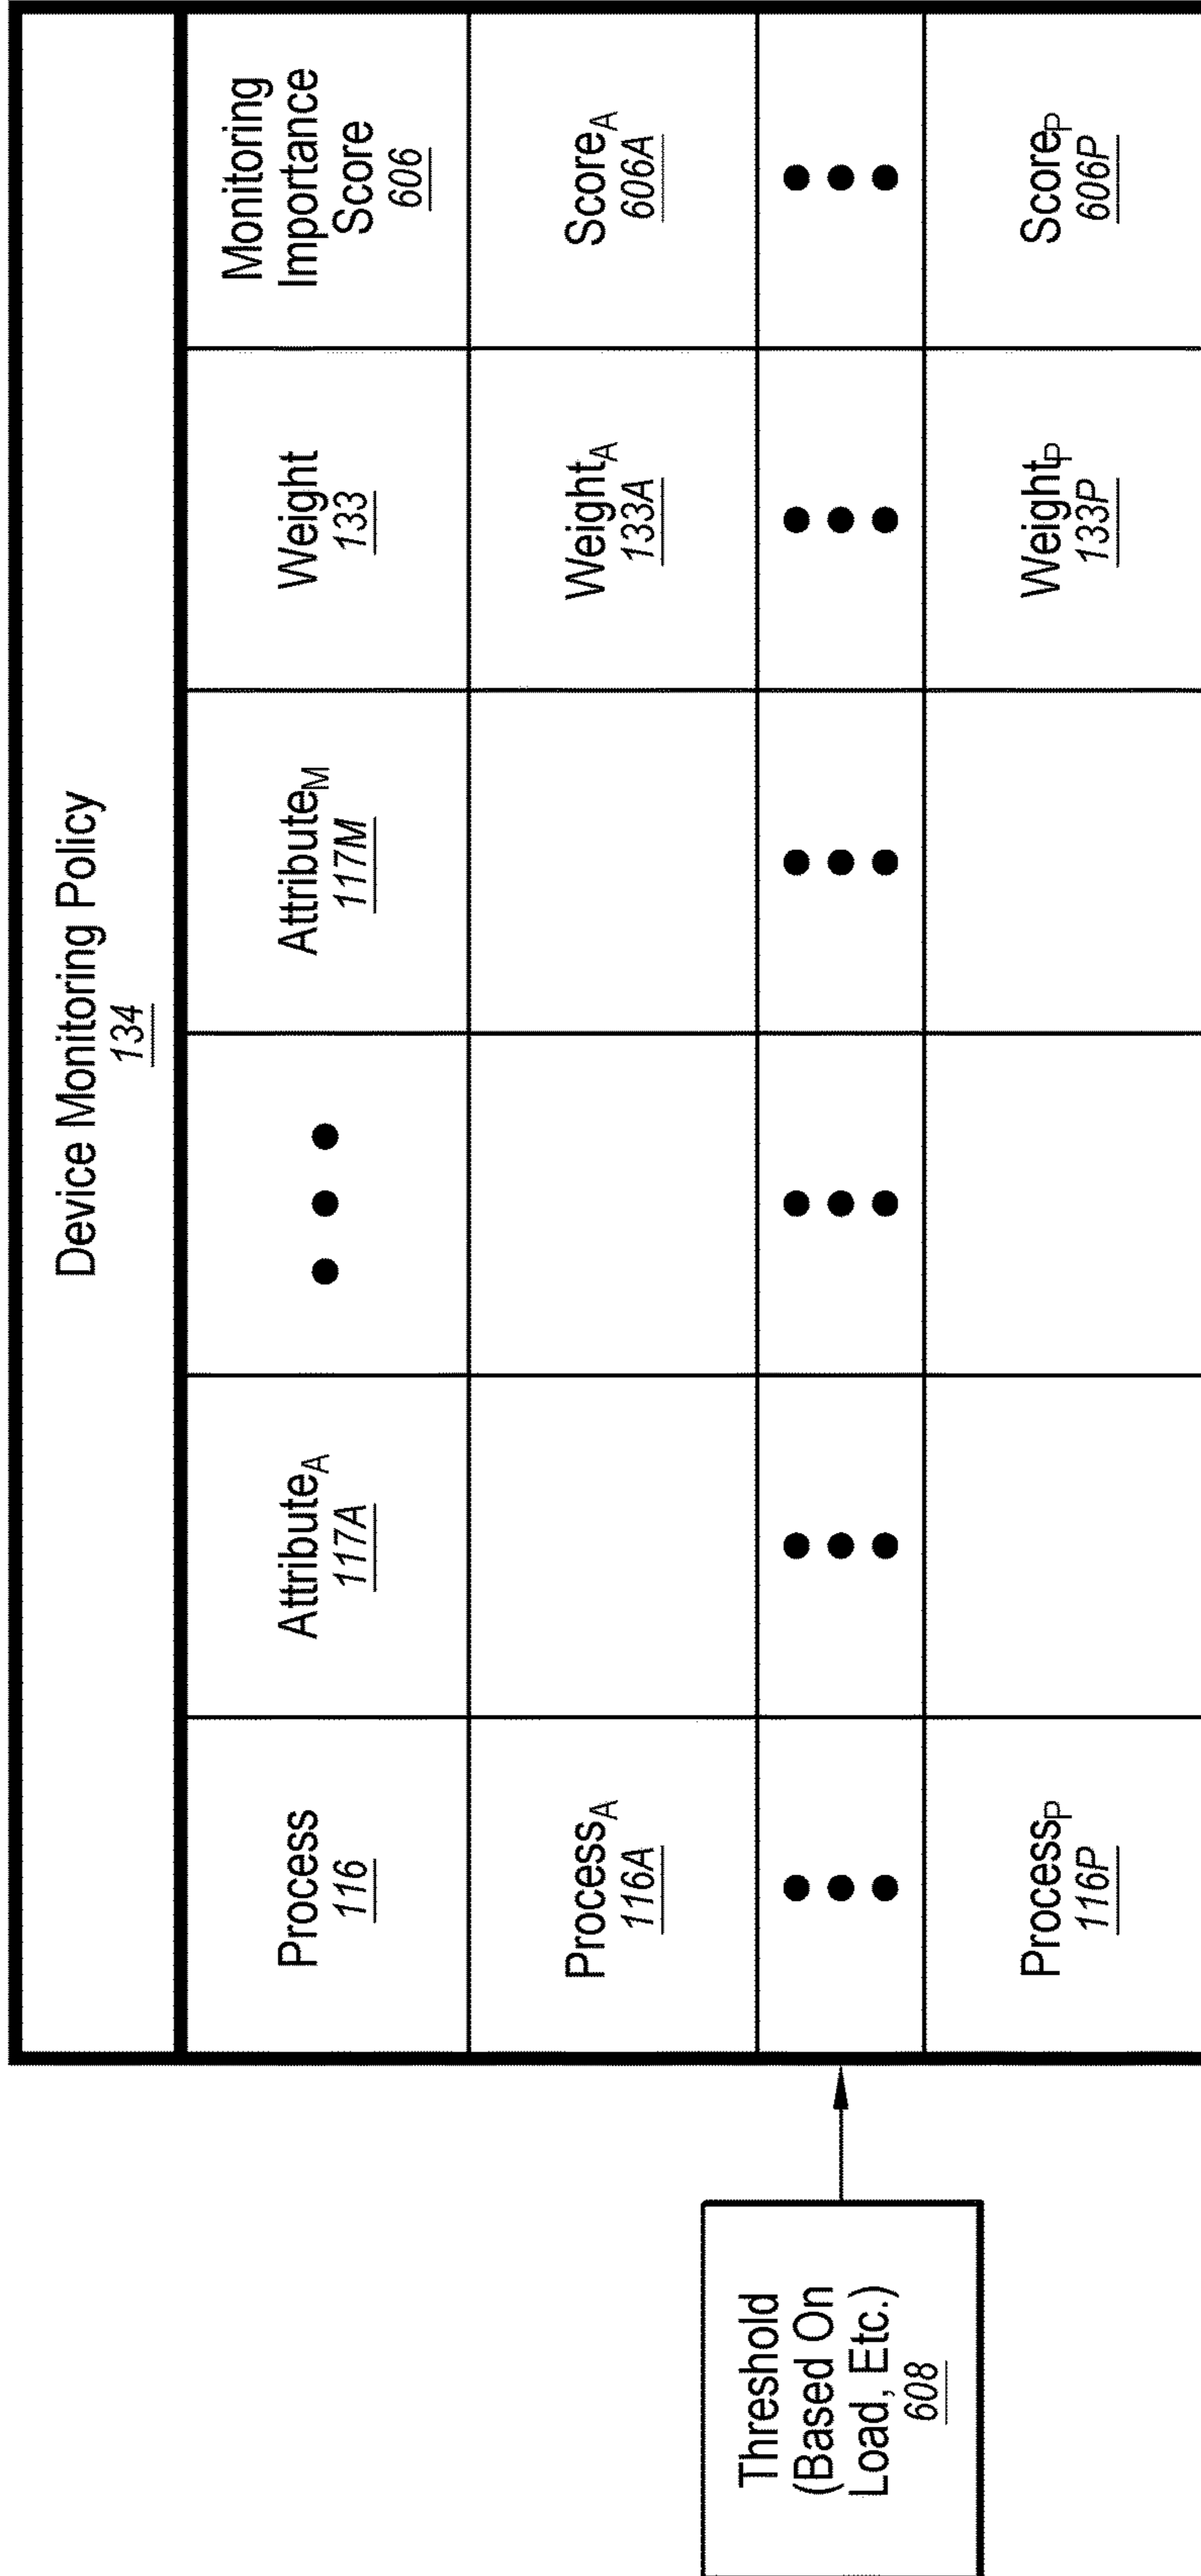 Device Monitoring Policy
134
Process
116
Attribute_A
117A
Attribute_M
117M
Weight
133
Monitoring
Importance
Score
606
Process_A
116A
Weight_A
133A
Score_A
606A
Threshold
(Based On
Load, Etc.)
608
Process_P
116P
Weight_P
133P
Score_P
606P